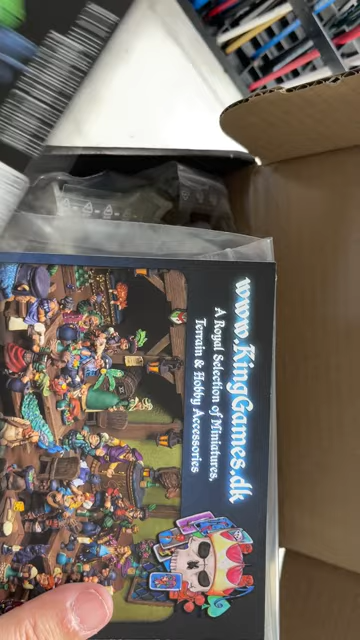 www.KingGames.dk
A Royal Selection of Miniatures,
Terrain & Hobby Accessories